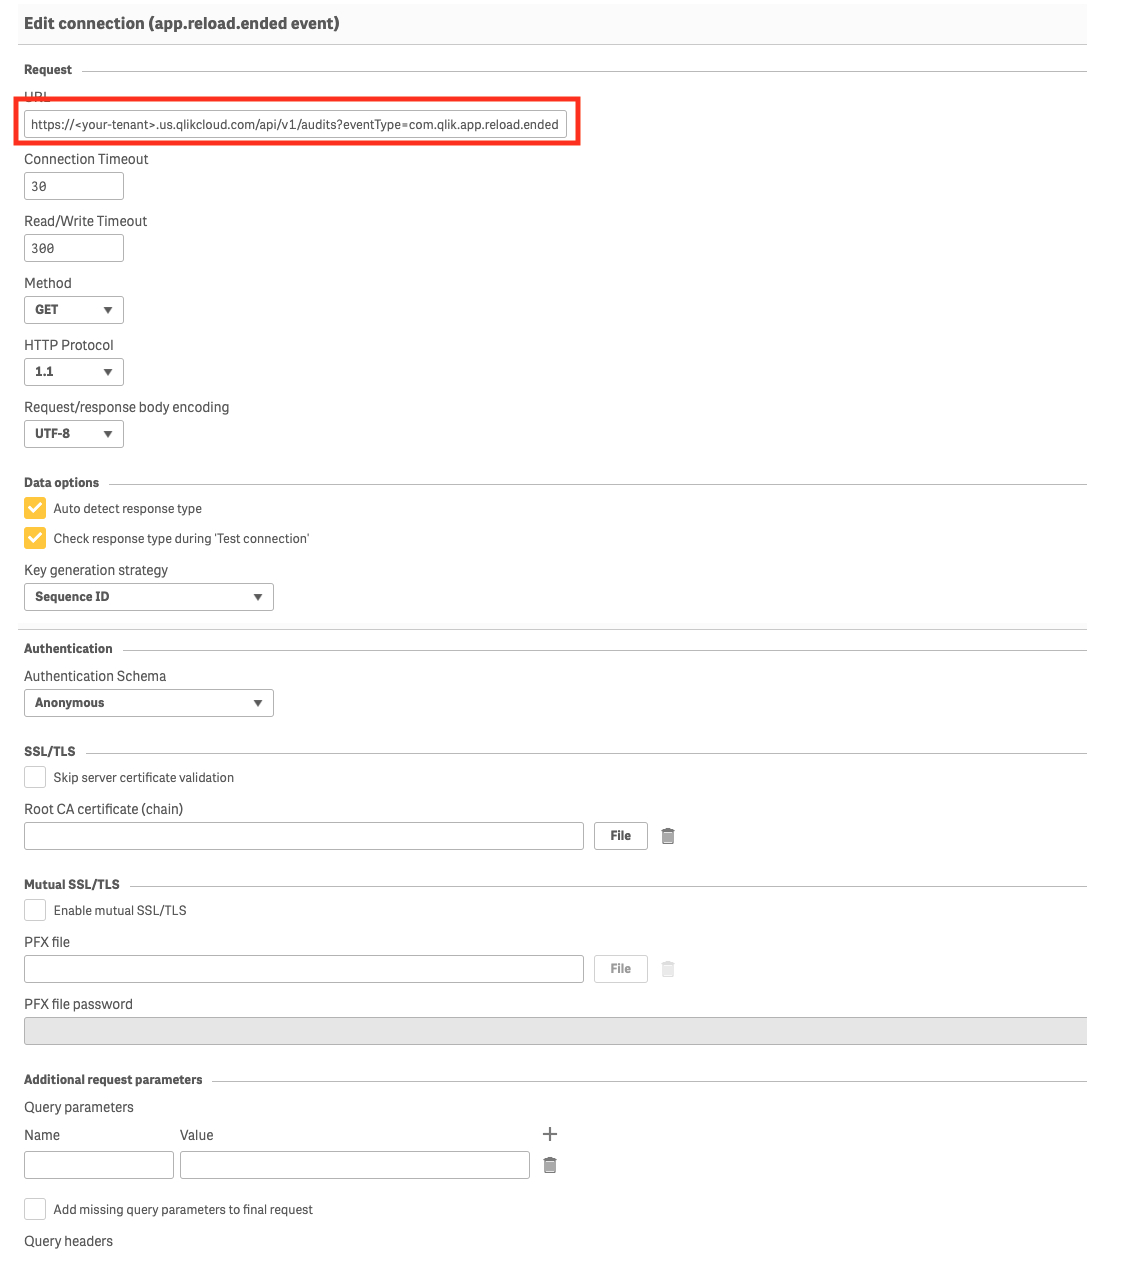 Edit connection (app.reload.ended event)
Request
URL
https://<your-tenant>.us.qlikcloud.com/api/v1/audits?eventType=com.qlik.app.reload.ended
Connection Timeout
30
Read/Write Timeout
300
Method
GET
HTTP Protocol
1.1
Request/response body encoding
UTF-8
Data options
Auto detect response type
Check response type during 'Test connection'
Key generation strategy
Sequence ID
Authentication
Authentication Schema
Anonymous
SSL/TLS
Skip server certificate validation
Root CA certificate (chain)
File
Mutual SSL/TLS
Enable mutual SSL/TLS
PFX file
File
PFX file password
Additional request parameters
Query parameters
Name Value
Add missing query parameters to final request
Query headers